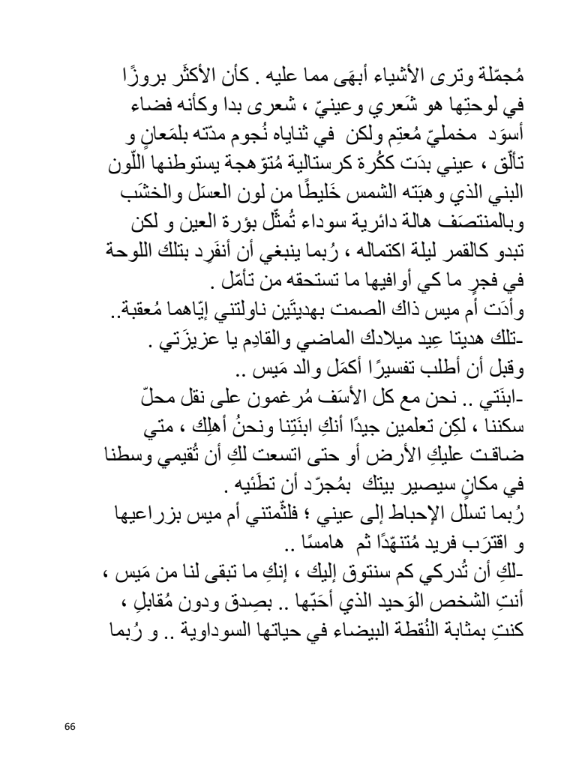 مُجمّلة وترى الأشياء أبهَى مما عليه . كأن الأكثَر بروزًا
في لوحتِها هو شَعري وعينيّ ، شعرى بدا وكأنه فضاء
أسوَد مخمليّ مُعتِم ولكن في ثناياه نُجوم مدّته بلمَعانٍ و
تألّق ، عيني بدَت ككُرة كرستالية مُتوّهجة يستوطنها اللّون
البني الذي وهبَته الشمس خَليطًا من لون العسَل والخشَب
وبالمنتصَف هالة دائرية سوداء تُمثّل بؤرة العين و لكن
تبدو كالقمر ليلة اكتماله ، رُبما ينبغي أن أنفَرِد بتلك اللوحة
في فجرٍ ما كي أوافيها ما تستحقه من تأمّل .
وأدَت أم ميس ذاك الصمت بهديتَين ناولتني إيّاهما مُعقبة..
-تلك هديتا عِيد ميلادك الماضي والقادِم يا عزيزَتي .
وقبل أن أطلب تفسيرًا أكمَل والد مَيس ..
-ابنَتي .. نحن مع كل الأسَف مُرغمون على نقل محلّ
سكننا ، لكِن تعلمين جيدًا أنكِ ابنَتِنا ونحنُ أهلِك ، متي
ضاقت عليكِ الأرض أو حتى اتسعت لكِ أن تُقيمي وسطنا
في مكانٍ سيصير بيتك بمُجرّد أن تطَئيه .
رُبما تسلّل الإحباط إلى عيني ؛ فلثّمتني أم ميس بزراعيها
و اقترَب فريد مُتنهّدًا ثم هامسًا ..
-لكِ أن تُدركي كم سنتوق إليك ، إنكِ ما تبقى لنا من مَيس ،
أنتِ الشخص الوَحيد الذي أحَبّها .. بصِدق ودون مُقابلِ ،
كنتِ بمثابة النُقطة البيضاء في حياتها السوداوية .. و رُبما
66